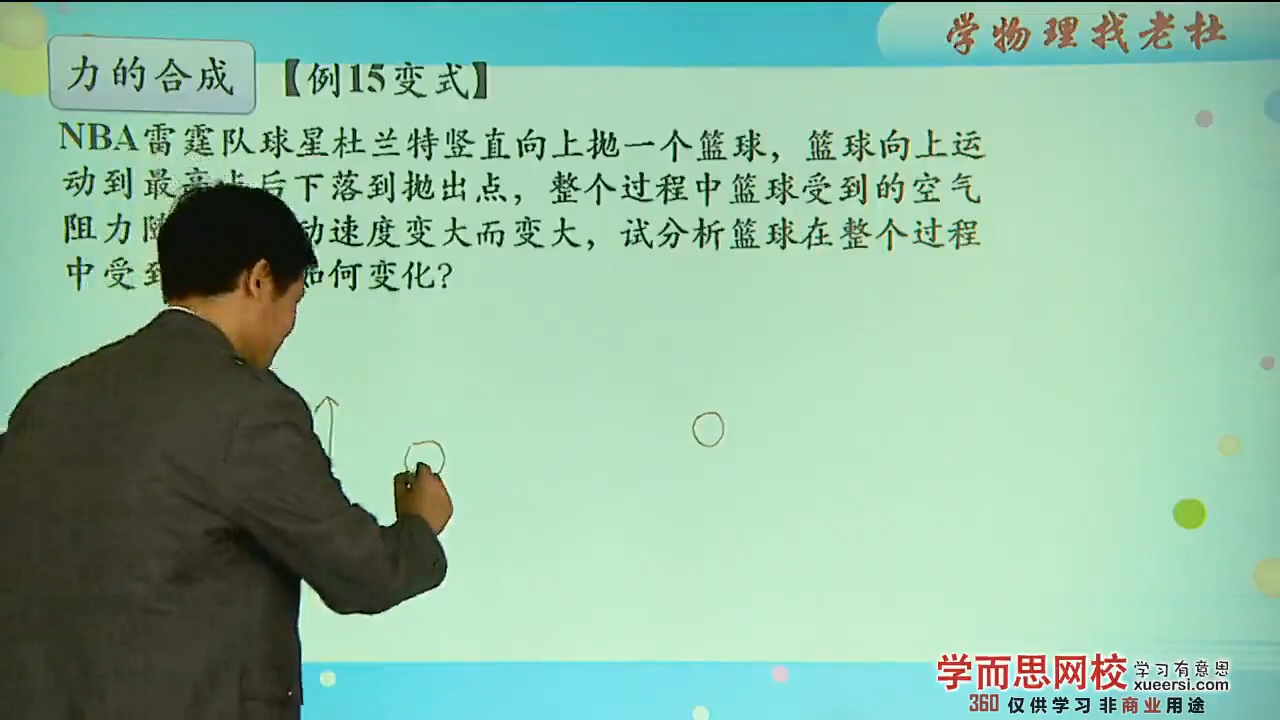 学物理找老杜
力的合成 【例15变式】
NBA雷霆队球星杜兰特竖直向上抛一个篮球，篮球向上运
动到最高点后下落到抛出点，整个过程中篮球受到的空气
阻力随 动速度变大而变大，试分析篮球在整个过程
中受到 如何变化？
学而思网校 学习有意思
xueersi.com
360 仅供学习 非商业用途